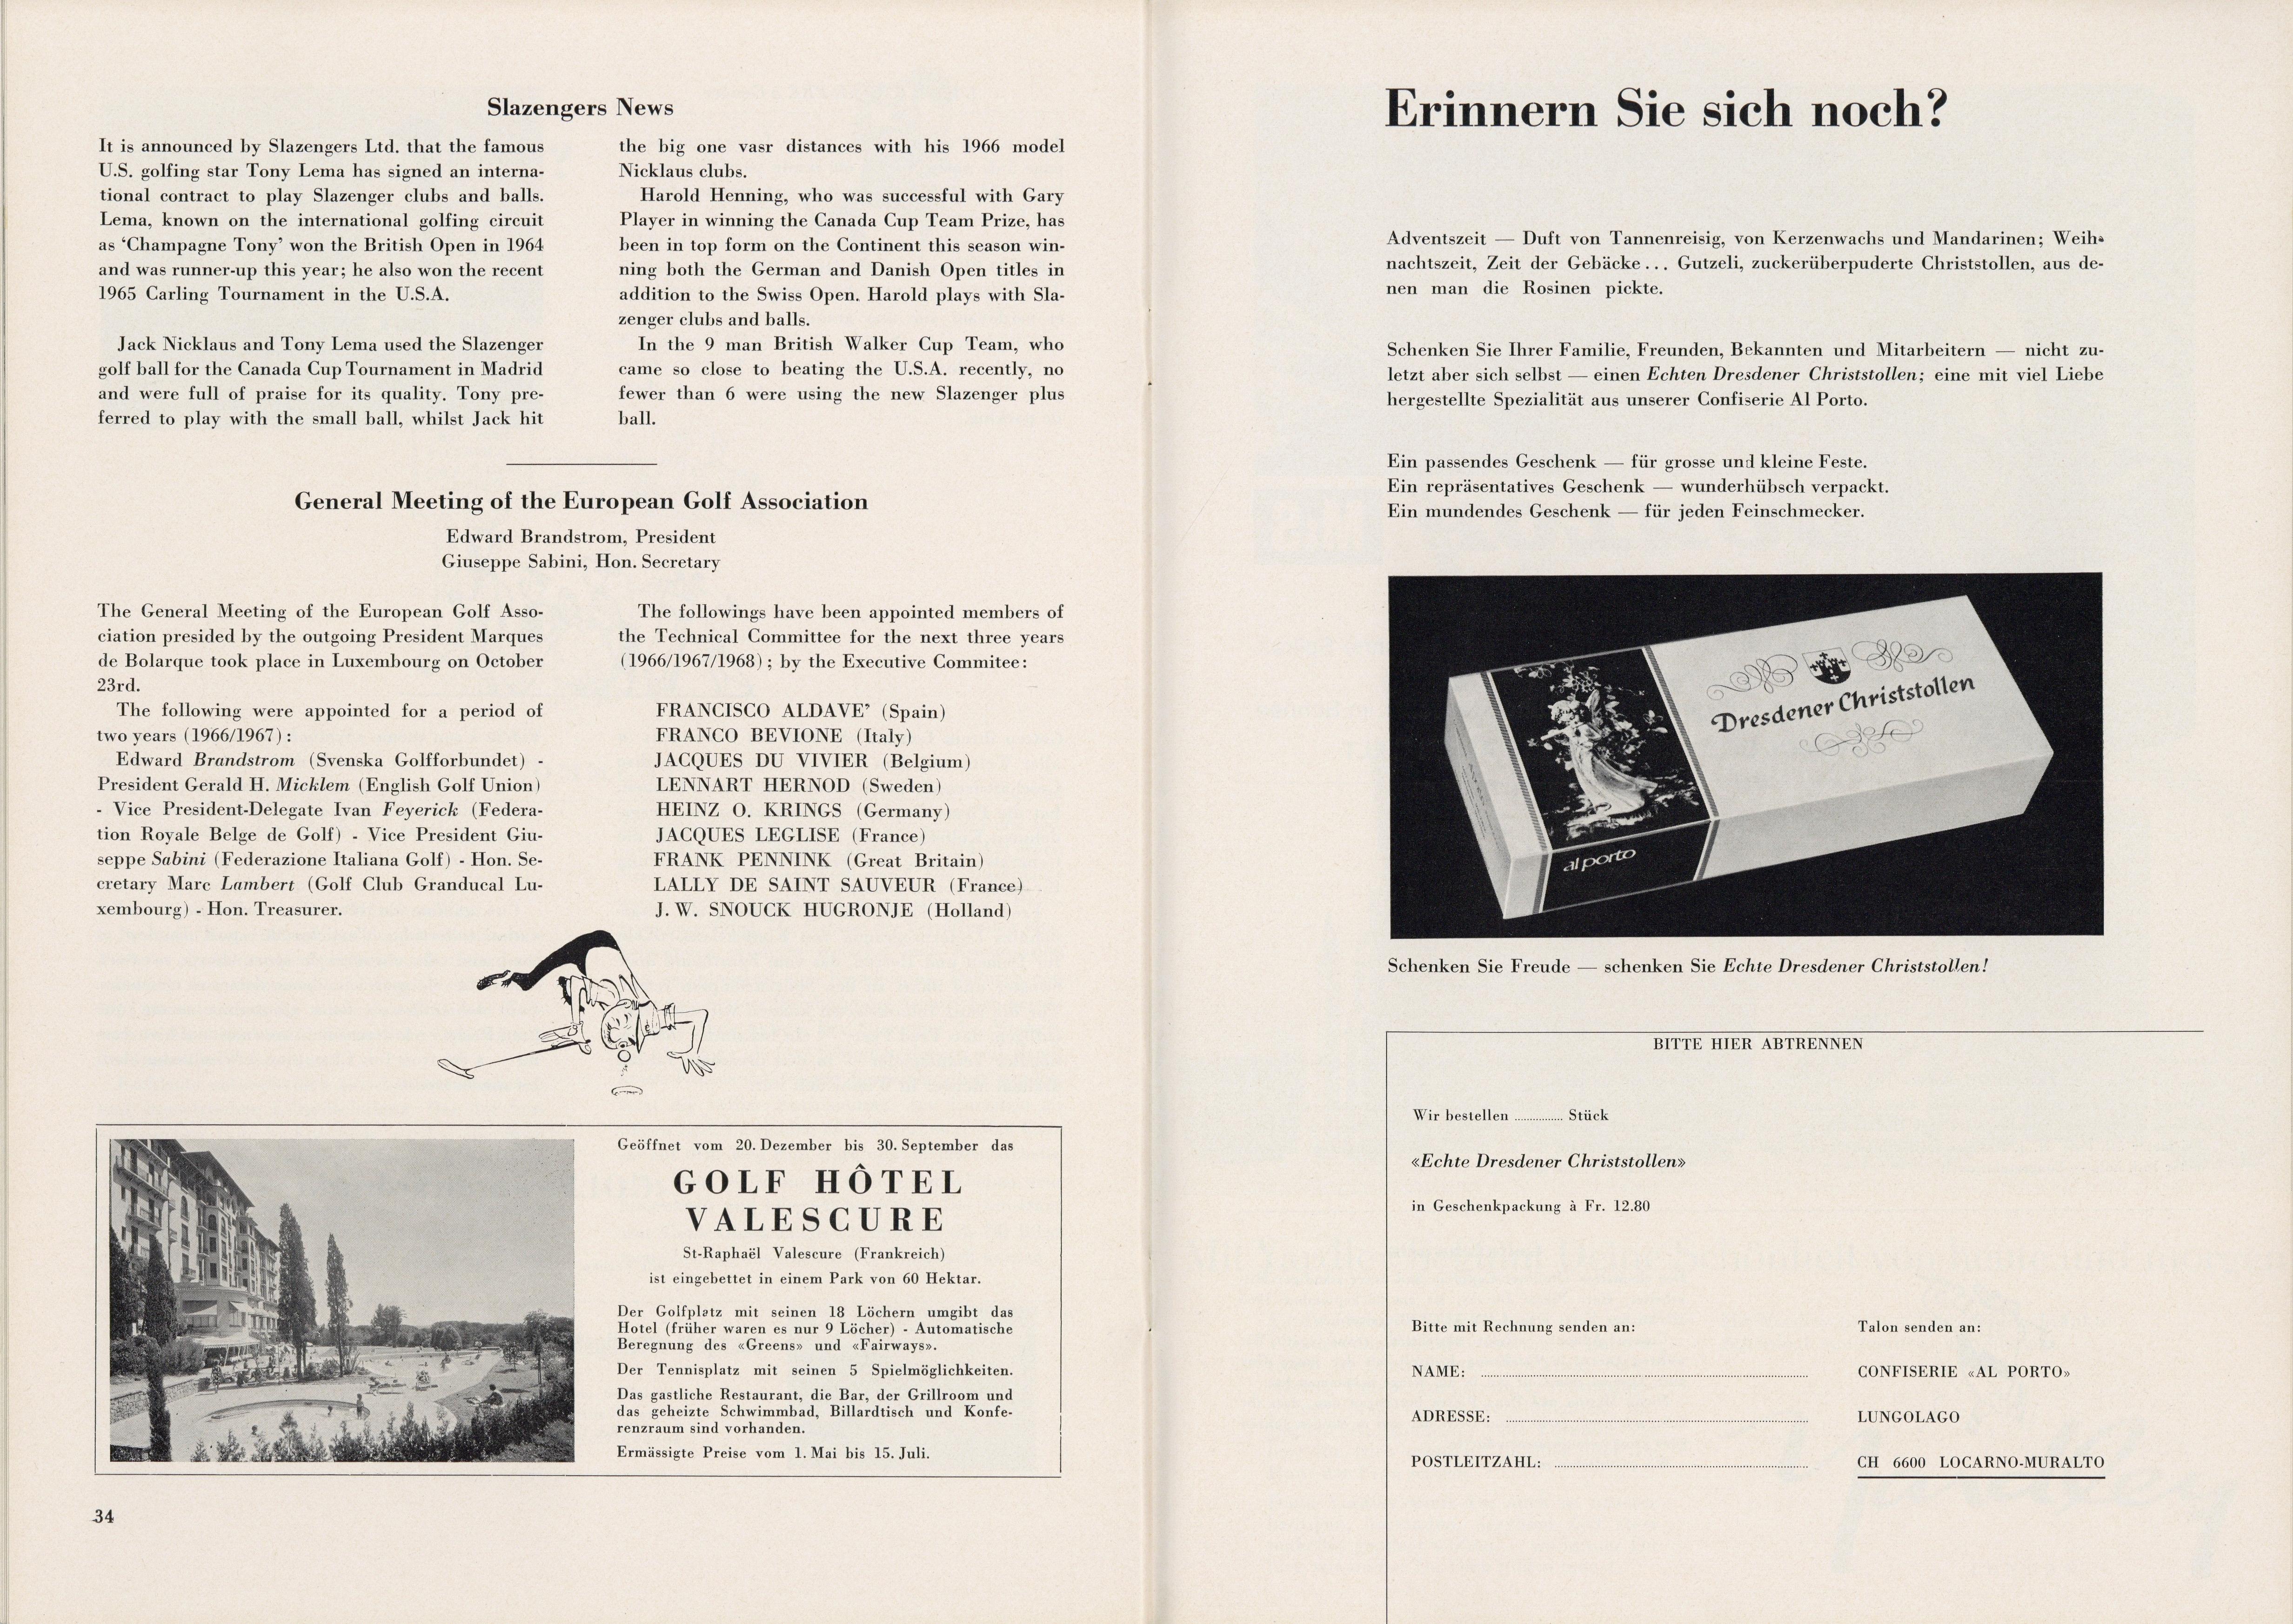 Slazengers News
It is announced by Slazengers Ltd. that the famous
U.S. golfing star Tony Lema has signed an interna-
tional contract to play Slazenger clubs and balls.
Lema, known on the international golfing circuit
as ‘Champagne Tony’ won the British Open in 1964
and was runner-up this year; he also won the recent
1965 Carling Tournament in the U.S.A.
Jack Nicklaus and Tony Lema used the Slazenger
golf ball for the Canada Cup Tournament in Madrid
and were full of praise for its quality. Tony pre-
ferred to play with the small ball, whilst Jack hit
the big one vasr distances with his 1966 model
Nicklaus clubs.
Harold Henning, who was successful with Gary
Player in winning the Canada Cup Team Prize, has
been in top form on the Continent this season win-
ning both the German and Danish Open titles in
addition to the Swiss Open. Harold plays with Sla-
zenger clubs and balls.
In the 9 man British Walker Cup Team, who
came so close to beating the U.S.A. recently, no
fewer than 6 were using the new Slazenger plus
ball.
General Meeting of the European Golf Association
Edward Brandstrom, President
Giuseppe Sabini, Hon. Secretary
The General Meeting of the European Golf Asso-
ciation presided by the outgoing President Marques
de Bolarque took place in Luxembourg on October
23rd.
The following were appointed for a period of
two years (1966/1967) :
Edward Brandstrom (Svenska Golfforbundet) -
President Gerald H. Micklem (English Golf Union)
- Vice President-Delegate Ivan Feyerick (Federa-
tion Royale Belge de Golf) - Vice President Giu-
seppe Sabini (Federazione Italiana Golf) - Hon. Se-
cretary Marc Lambert (Golf Club Granducal Lu-
xembourg) - Hon. Treasurer.
The followings have been appointed members of
the Technical Committee for the next three years
(1966/1967/1968) ; by the Executive Commitee:
FRANCISCO ALDAVE’ (Spain)
FRANCO BEVIONE (Italy)
JACQUES DU VIVIER (Belgium)
LENNART HERNOD (Sweden)
HEINZ O. KRINGS (Germany)
JACQUES LEGLISE (France)
FRANK PENNINK (Great Britain)
LALLY DE SAINT SAUVEUR (France)
J. W. SNOUCK HUGRONJE (Holland)
Geöffnet vom 20. Dezember bis 30. September das
GOLF HÔTEL
VALESCURE
St-Raphaël Valescure (Frankreich)
ist eingebettet in einem Park von 60 Hektar.
Der Golfplatz mit seinen 18 Löchern umgibt das
Hotel (früher waren es nur 9 Löcher) - Automatische
Beregnung des «Greens» und «Fairways».
Der Tennisplatz mit seinen 5 Spielmöglichkeiten.
Das gastliche Restaurant, die Bar, der Grillroom und
das geheizte Schwimmbad, Billardtisch und Konfe-
renzraum sind vorhanden.
Ermässigte Preise vom 1. Mai bis 15. Juli.
34
Erinnern Sie sich noch?
Adventszeit — Duft von Tannenreisig, von Kerzenwachs und Mandarinen; Weih-
nachtszeit, Zeit der Gebäcke... Gutzeli, zuckerüberpuderte Christstollen, aus de-
nen man die Rosinen pickte.
Schenken Sie Ihrer Familie, Freunden, Bekannten und Mitarbeitern — nicht zu-
letzt aber sich selbst — einen Echten Dresdener Christstollen; eine mit viel Liebe
hergestellte Spezialität aus unserer Confiserie Al Porto.
Ein passendes Geschenk — für grosse und kleine Feste.
Ein repräsentatives Geschenk — wunderhübsch verpackt.
Ein mundendes Geschenk — für jeden Feinschmecker.
Dresdener Christstollen
al porto
Schenken Sie Freude — schenken Sie Echte Dresdener Christstollen!
BITTE HIER ABTRENNEN
Wir bestellen ................ Stück
«Echte Dresdener Christstollen»
in Geschenkpackung à Fr. 12.80
Bitte mit Rechnung senden an:
NAME:
ADRESSE:
POSTLEITZAHL:
Talon senden an:
CONFISERIE «AL PORTO»
LUNGOLAGO
CH 6600 LOCARNO-MURALTO